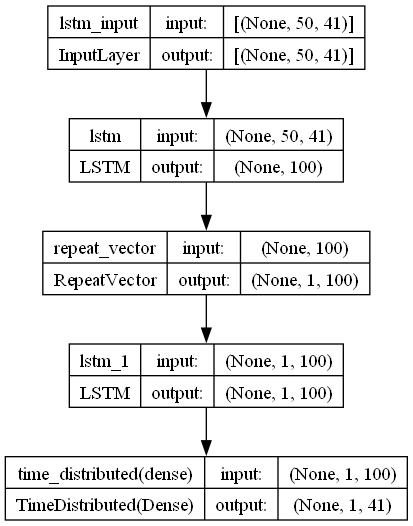 lstm_input input: [(None, 50, 41)]
InputLayer output: [(None, 50, 41)]
lstm input: (None, 50, 41)
LSTM output: (None, 100)
repeat_vector input: (None, 100)
RepeatVector output: (None, 1, 100)
lstm_1 input: (None, 1, 100)
LSTM output: (None, 1, 100)
time_distributed(dense) input: (None, 1, 100)
TimeDistributed(Dense) output: (None, 1, 41)